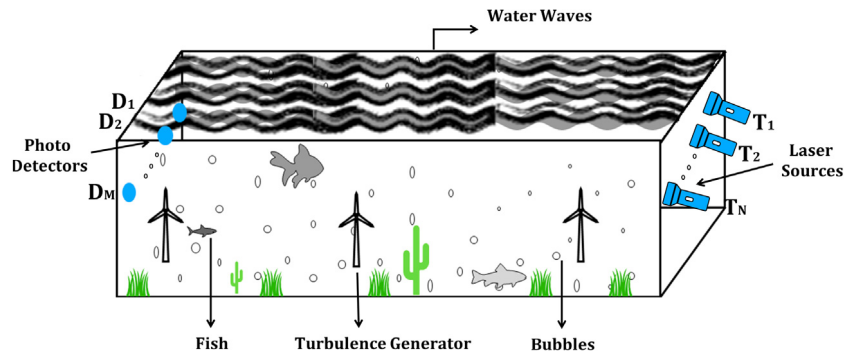 Water Waves
D1
D2
Photo
Detectors
DM
T1
T2
Laser
Sources
TN
Fish
Turbulence Generator
Bubbles